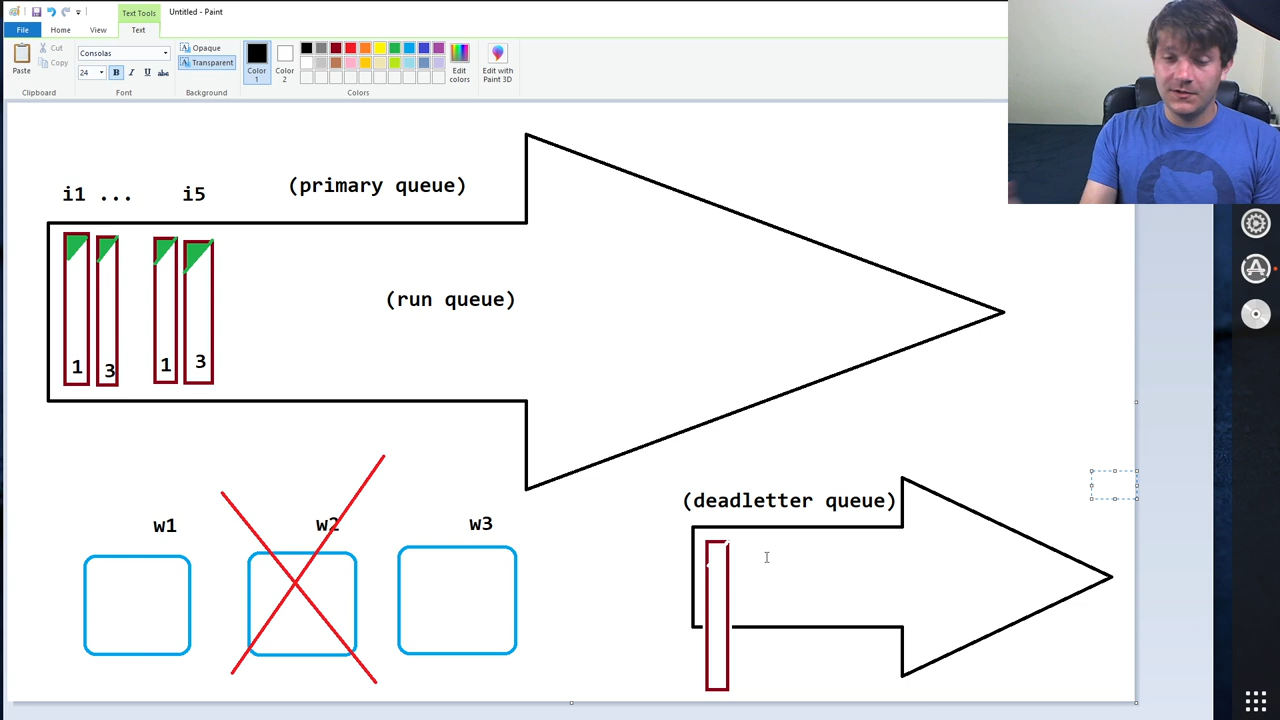 Text Tools
Untitled - Paint
File
Home
View
Text
Paste
Cut
Copy
Clipboard
Consolas
24
B
I
U
abc
Font
Opaque
Transparent
Background
Color 1
Color 2
Colors
Edit colors
Edit with Paint 3D
i1 ...
i5
(primary queue)
(run queue)
1
3
1
3
w1
w2
w3
(deadletter queue)